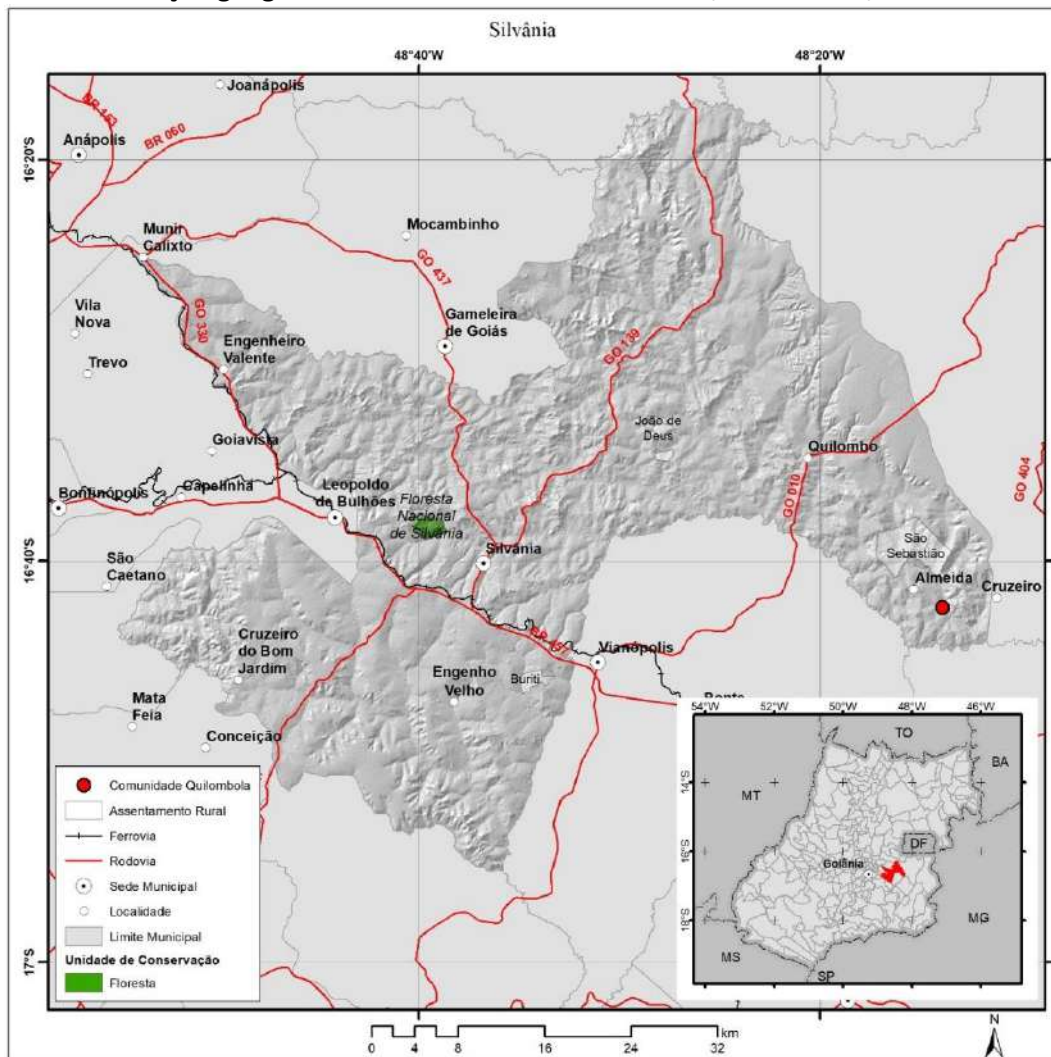 Silvânia
48°40'W
48°20'W
16°20'S
16°40'S
17°S
Joanápolis
BR 153
BR 060
Anápolis
Munir
Calixto
Mocambinho
GO 437
Vila
Nova
GO 330
Gameleira
de Goiás
Engenheiro
Valente
Trevo
GO 139
João de
Deus
Goiavista
Quilombo
GO 404
Bonfinópolis
Capelinha
Leopoldo
de Bulhões
Floresta
Nacional
de Silvânia
GO 010
Silvânia
São
Sebastião
São
Caetano
Almeida
Cruzeiro
Vianópolis
Cruzeiro
do Bom
Jardim
Engenho
Velho
Buriti
Ponte
Mata
Feia
Conceição
Comunidade Quilombola
Assentamento Rural
Ferrovia
Rodovia
Sede Municipal
Localidade
Limite Municipal
Unidade de Conservação
Floresta
54°W
52°W
50°W
48°W
46°W
14°S
16°S
18°S
TO
BA
MT
DF
Goiânia
MG
MS
SP
N
km
0 4 8 16 24 32